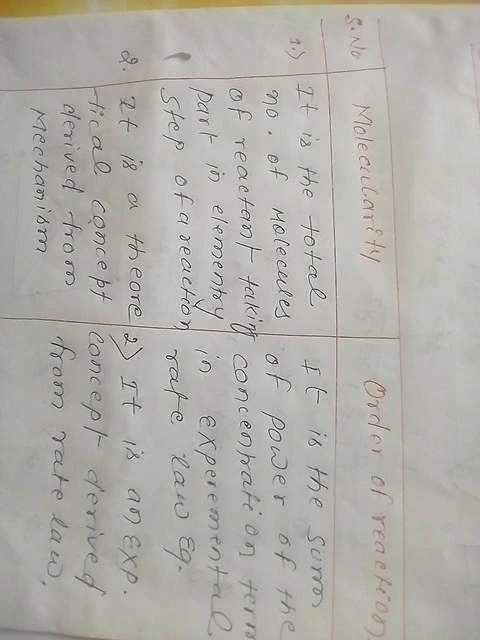 S.No Molecularity Order of reaction
1.) It is the total It is the sum
no. of Molecules of power of the
of reactant taking concentration term
part in elementry in experemental
Step of a reaction rate law Eq.
2. It is a theore 2) It is an Exp.
tical concept concept derived
derived from from rate law.
Mechanism